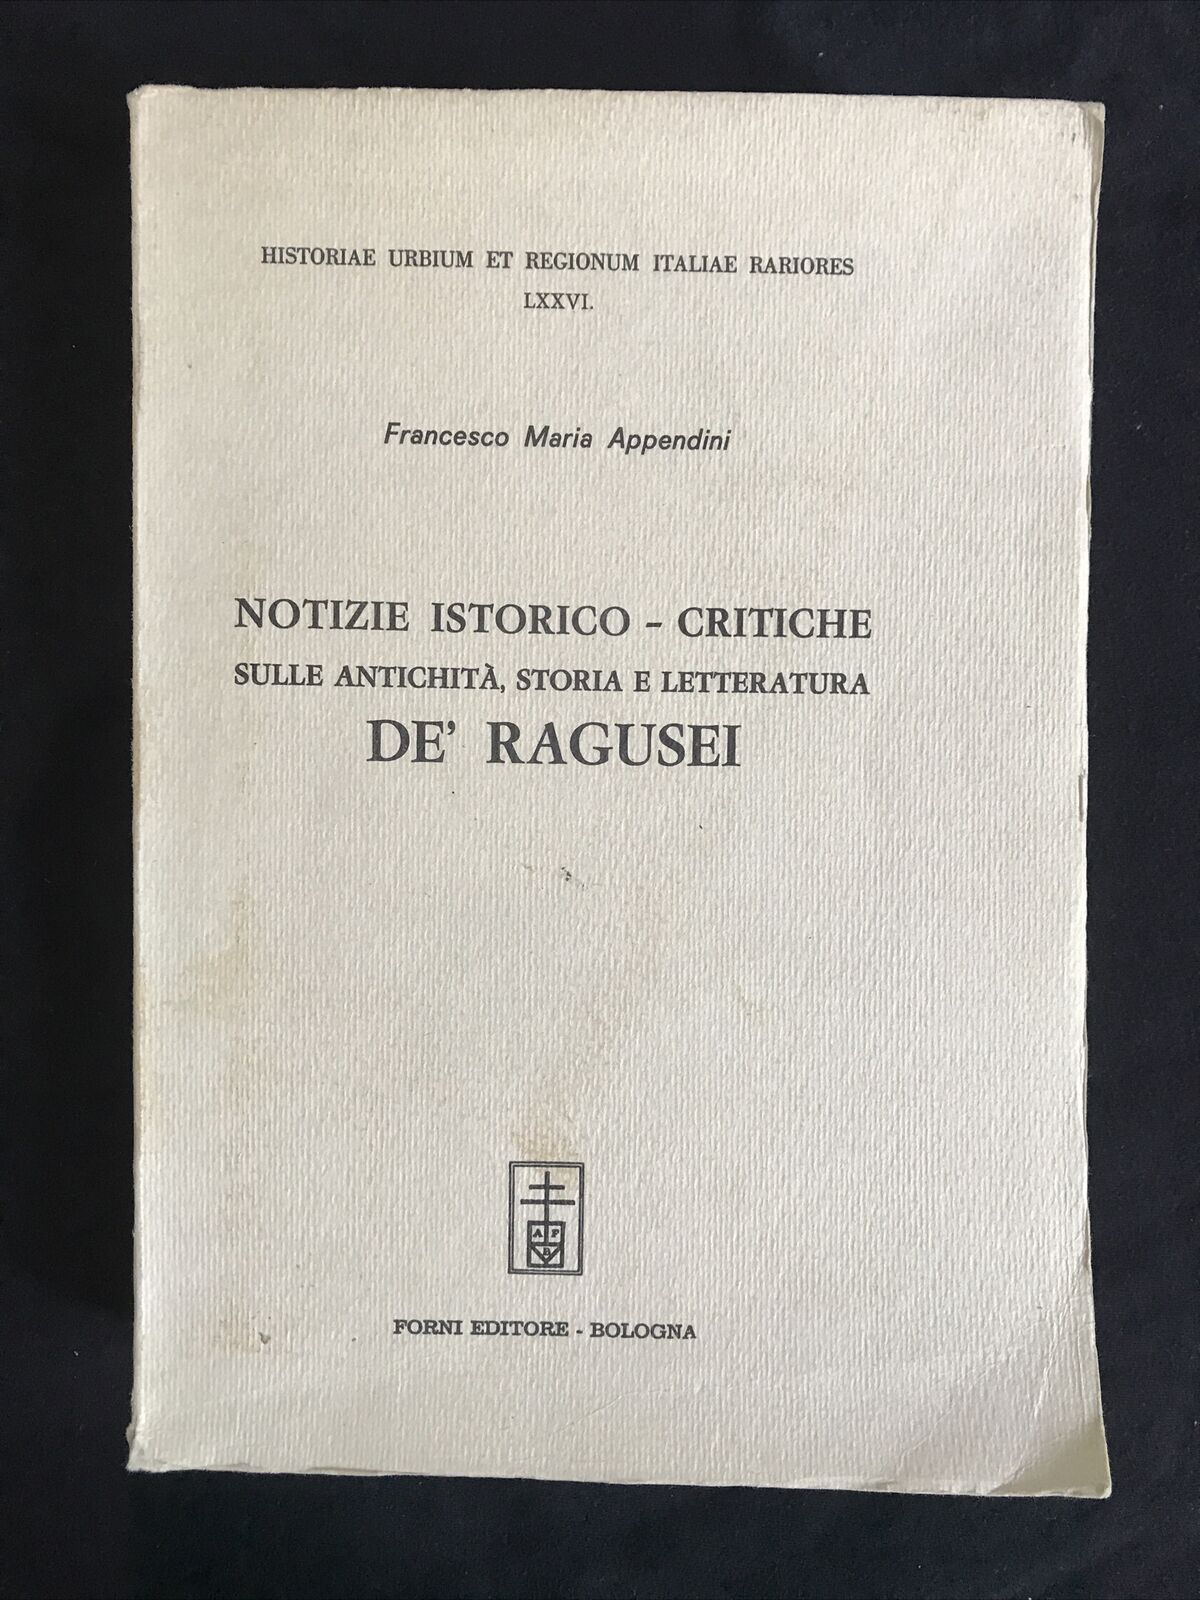 HISTORIAE URBIUM ET REGIONUM ITALIAE RARIORES
LXXVI.
Francesco Maria Appendini
NOTIZIE ISTORICO - CRITICHE
SULLE ANTICHITÀ, STORIA E LETTERATURA
DE' RAGUSEI
A F
B
FORNI EDITORE - BOLOGNA